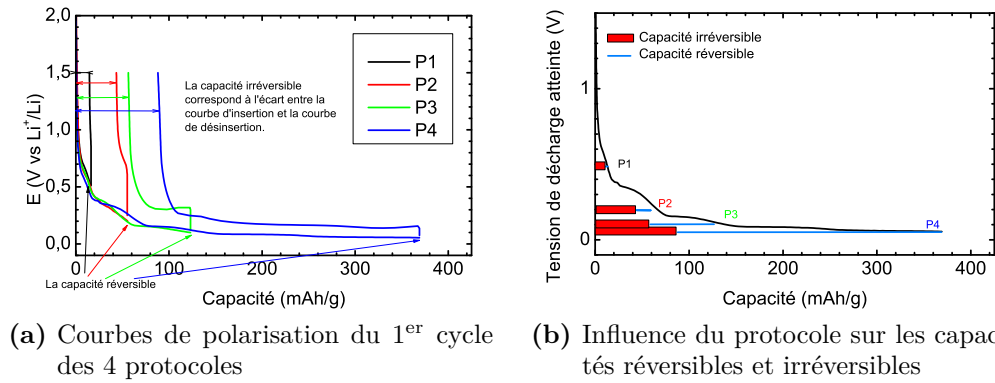 2,0
1,5
1,0
0,5
0,0
E (V vs Li⁺/Li)
La capacité irréversible
correspond à l'écart entre la
courbe d'insertion et la courbe
de désinsertion.
P1
P2
P3
P4
0 100 200 300 400
La capacité réversible
Capacité (mAh/g)
(a) Courbes de polarisation du 1er cycle
des 4 protocoles
Tension de décharge atteinte (V)
1
0
Capacité irréversible
Capacité réversible
P1
P2
P3
P4
0 100 200 300 400
Capacité (mAh/g)
(b) Influence du protocole sur les capac
tés réversibles et irréversibles